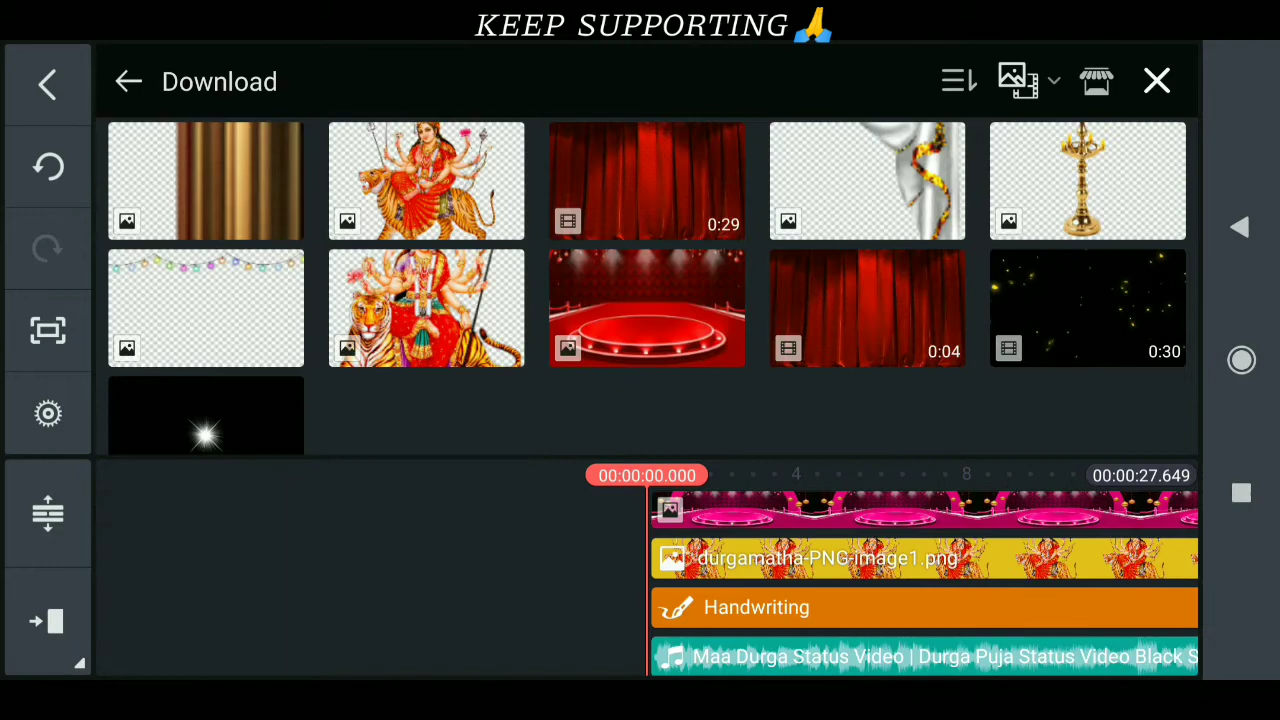 KEEP SUPPORTING🙏
Download
0:29
0:04
0:30
00:00:00.000
4
8
00:00:27.649
durgamatha-PNG-image1.png
Handwriting
Maa Durga Status Video | Durga Puja Status Video Black S